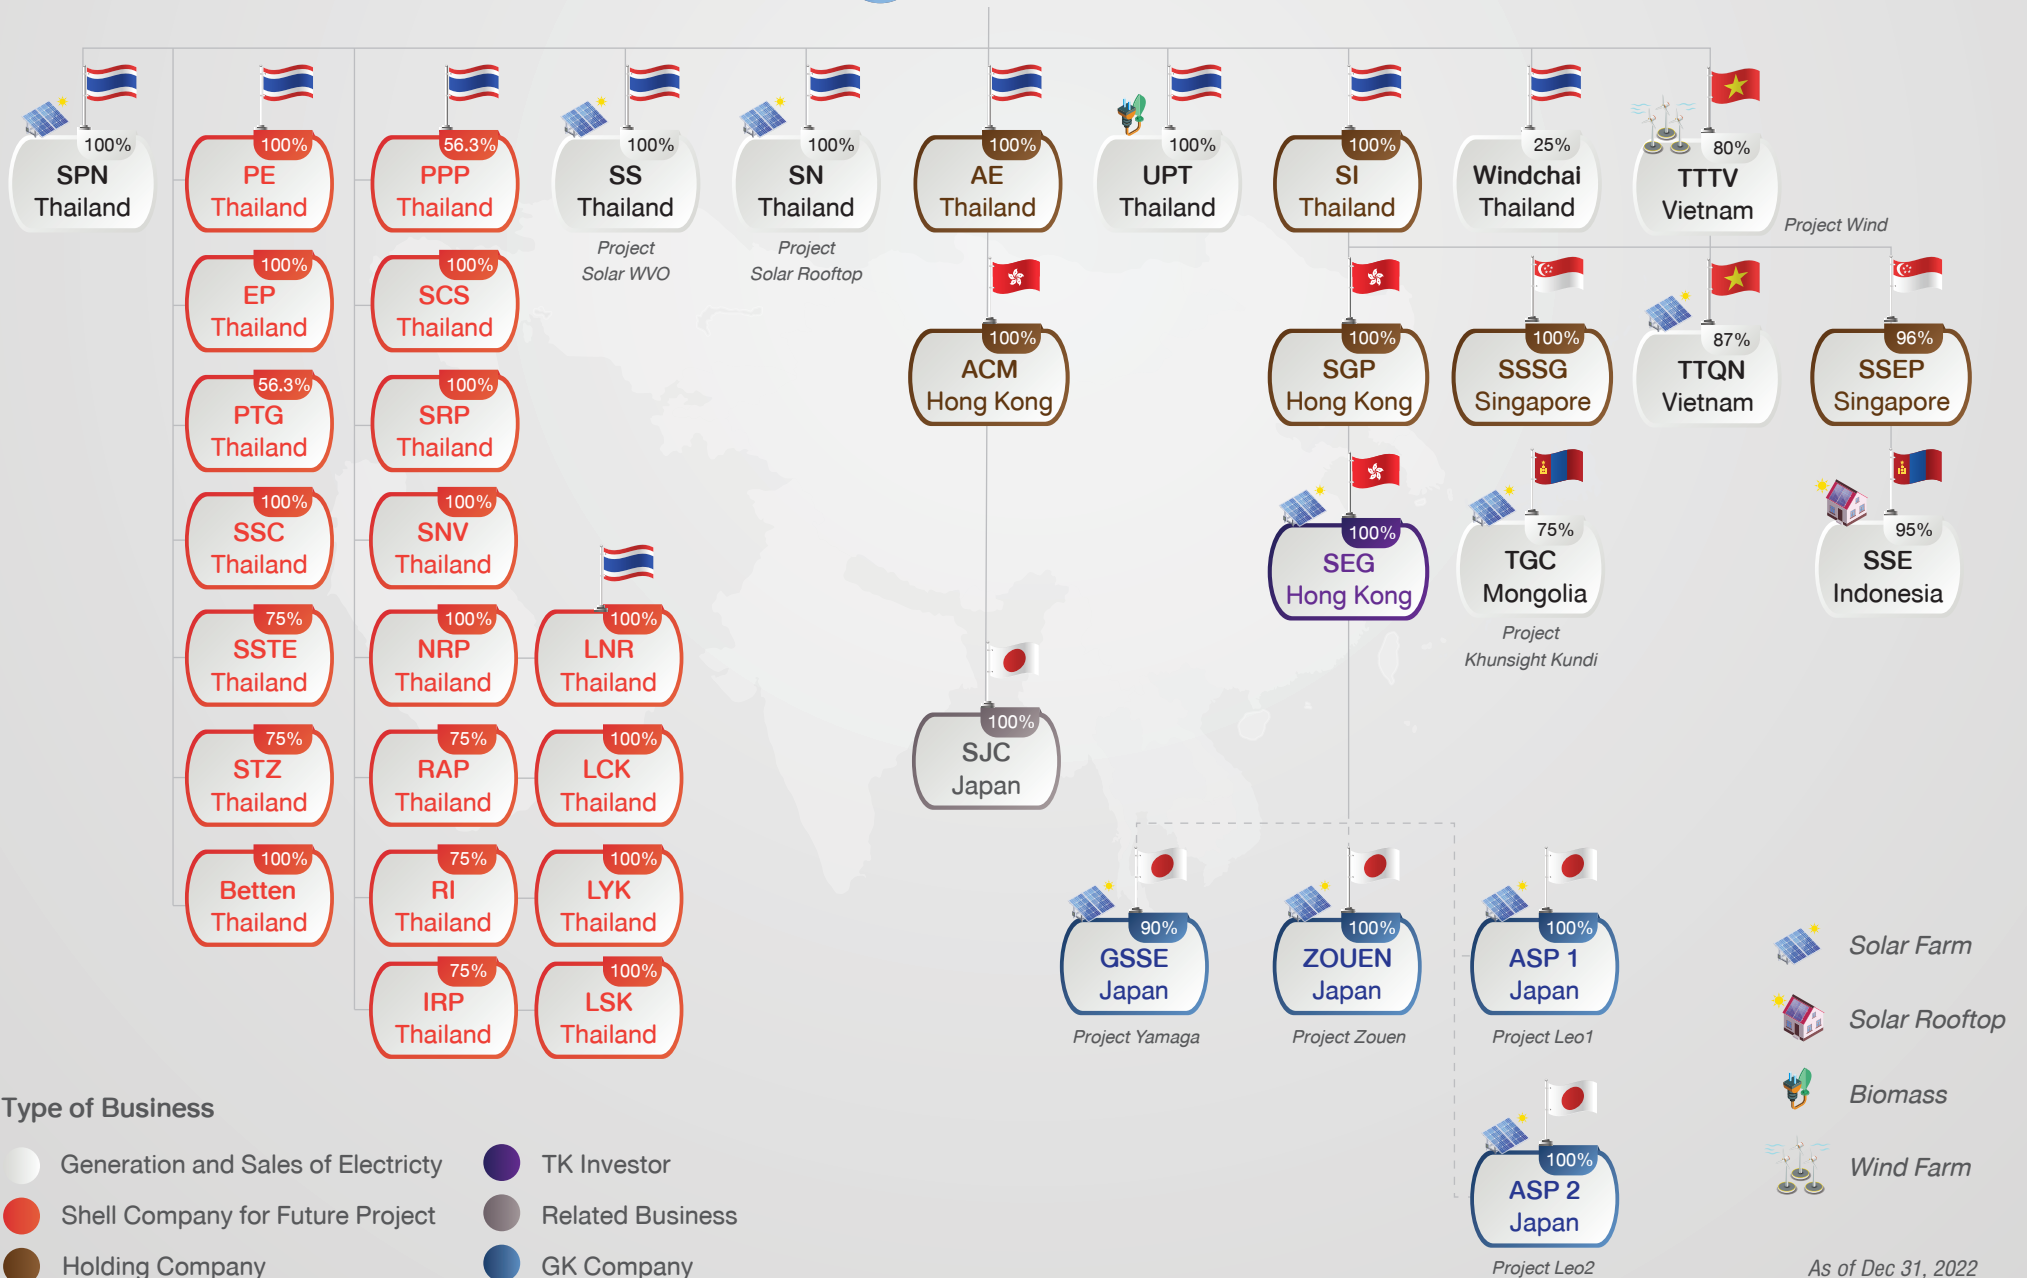 100%
SPN
Thailand
100%
PE
Thailand
56.3%
PPP
Thailand
100%
SS
Thailand
Project
Solar WVO
100%
SN
Thailand
Project
Solar Rooftop
100%
AE
Thailand
100%
UPT
Thailand
100%
SI
Thailand
25%
Windchai
Thailand
80%
TTTV
Vietnam
Project Wind
100%
EP
Thailand
100%
SCS
Thailand
100%
ACM
Hong Kong
100%
SGP
Hong Kong
100%
SSSG
Singapore
87%
TTQN
Vietnam
96%
SSEP
Singapore
56.3%
PTG
Thailand
100%
SRP
Thailand
100%
SSC
Thailand
100%
SNV
Thailand
100%
SEG
Hong Kong
75%
TGC
Mongolia
Project
Khunsight Kundi
95%
SSE
Indonesia
75%
SSTE
Thailand
100%
NRP
Thailand
100%
LNR
Thailand
100%
SJC
Japan
75%
STZ
Thailand
75%
RAP
Thailand
100%
LCK
Thailand
100%
Betten
Thailand
75%
RI
Thailand
100%
LYK
Thailand
75%
IRP
Thailand
100%
LSK
Thailand
90%
GSSE
Japan
Project Yamaga
100%
ZOUEN
Japan
Project Zouen
100%
ASP 1
Japan
Project Leo1
100%
ASP 2
Japan
Project Leo2
Solar Farm
Solar Rooftop
Biomass
Wind Farm
Type of Business
Generation and Sales of Electricty
Shell Company for Future Project
Holding Company
TK Investor
Related Business
GK Company
As of Dec 31, 2022